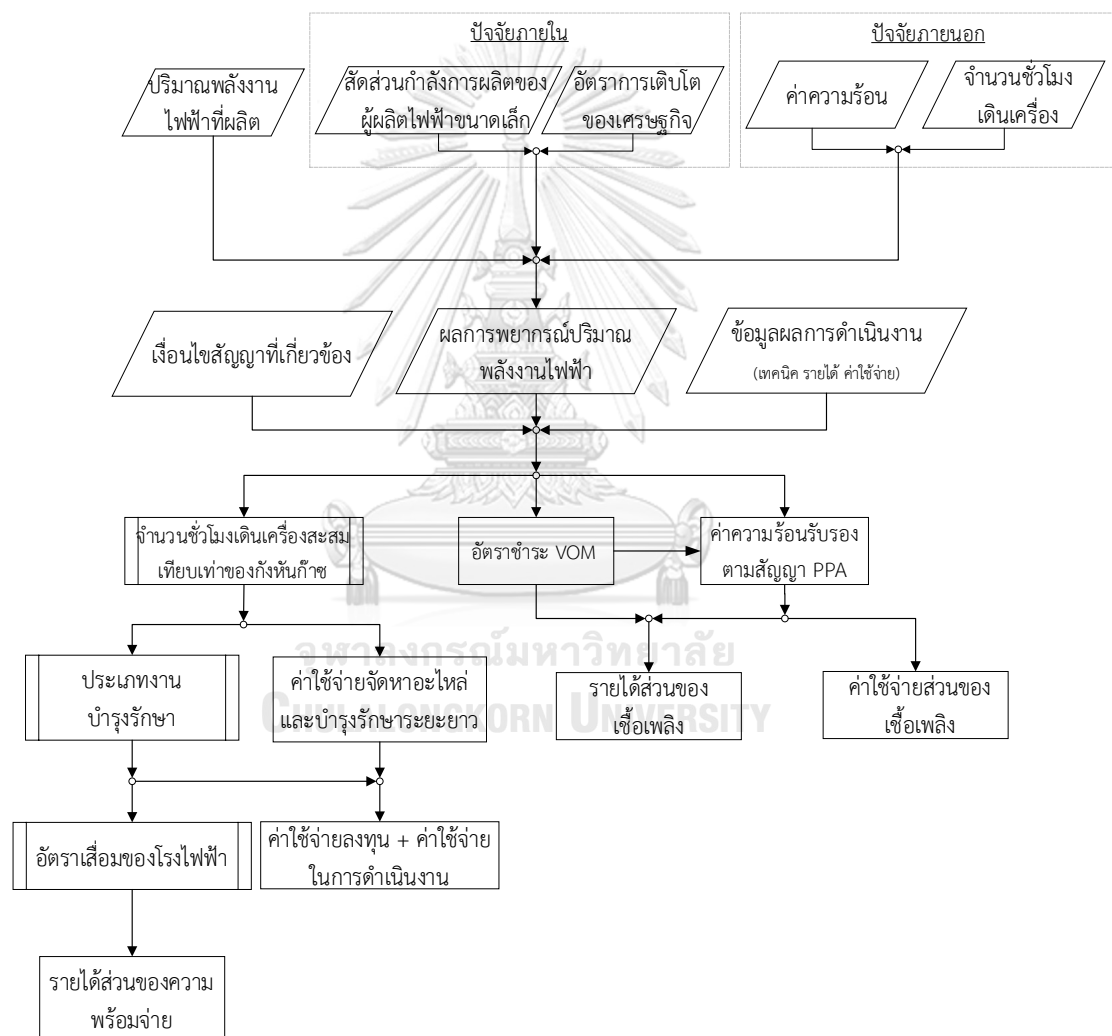 ปัจจัยภายใน
ปัจจัยภายนอก
ปริมาณพลังงาน
ไฟฟ้าที่ผลิต
สัดส่วนกำลังการผลิตของ
ผู้ผลิตไฟฟ้าขนาดเล็ก
อัตราการเติบโต
ของเศรษฐกิจ
ค่าความร้อน
จำนวนชั่วโมง
เดินเครื่อง
เงื่อนไขสัญญาที่เกี่ยวข้อง
ผลการพยากรณ์ปริมาณ
พลังงานไฟฟ้า
ข้อมูลผลการดำเนินงาน
(เทคนิค รายได้ ค่าใช้จ่าย)
จำนวนชั่วโมงเดินเครื่องสะสม
เทียบเท่าของกังหันก๊าซ
อัตราชำระ VOM
ค่าความร้อนรับรอง
ตามสัญญา PPA
จุฬาลงกรณ์มหาวิทยาลัย
CHULALONGKORN UNIVERSITY
ประเภทงาน
บำรุงรักษา
ค่าใช้จ่ายจัดหาอะไหล่
และบำรุงรักษาระยะยาว
รายได้ส่วนของ
เชื้อเพลิง
ค่าใช้จ่ายส่วนของ
เชื้อเพลิง
อัตราเสื่อมของโรงไฟฟ้า
ค่าใช้จ่ายลงทุน + ค่าใช้จ่าย
ในการดำเนินงาน
รายได้ส่วนของความ
พร้อมจ่าย